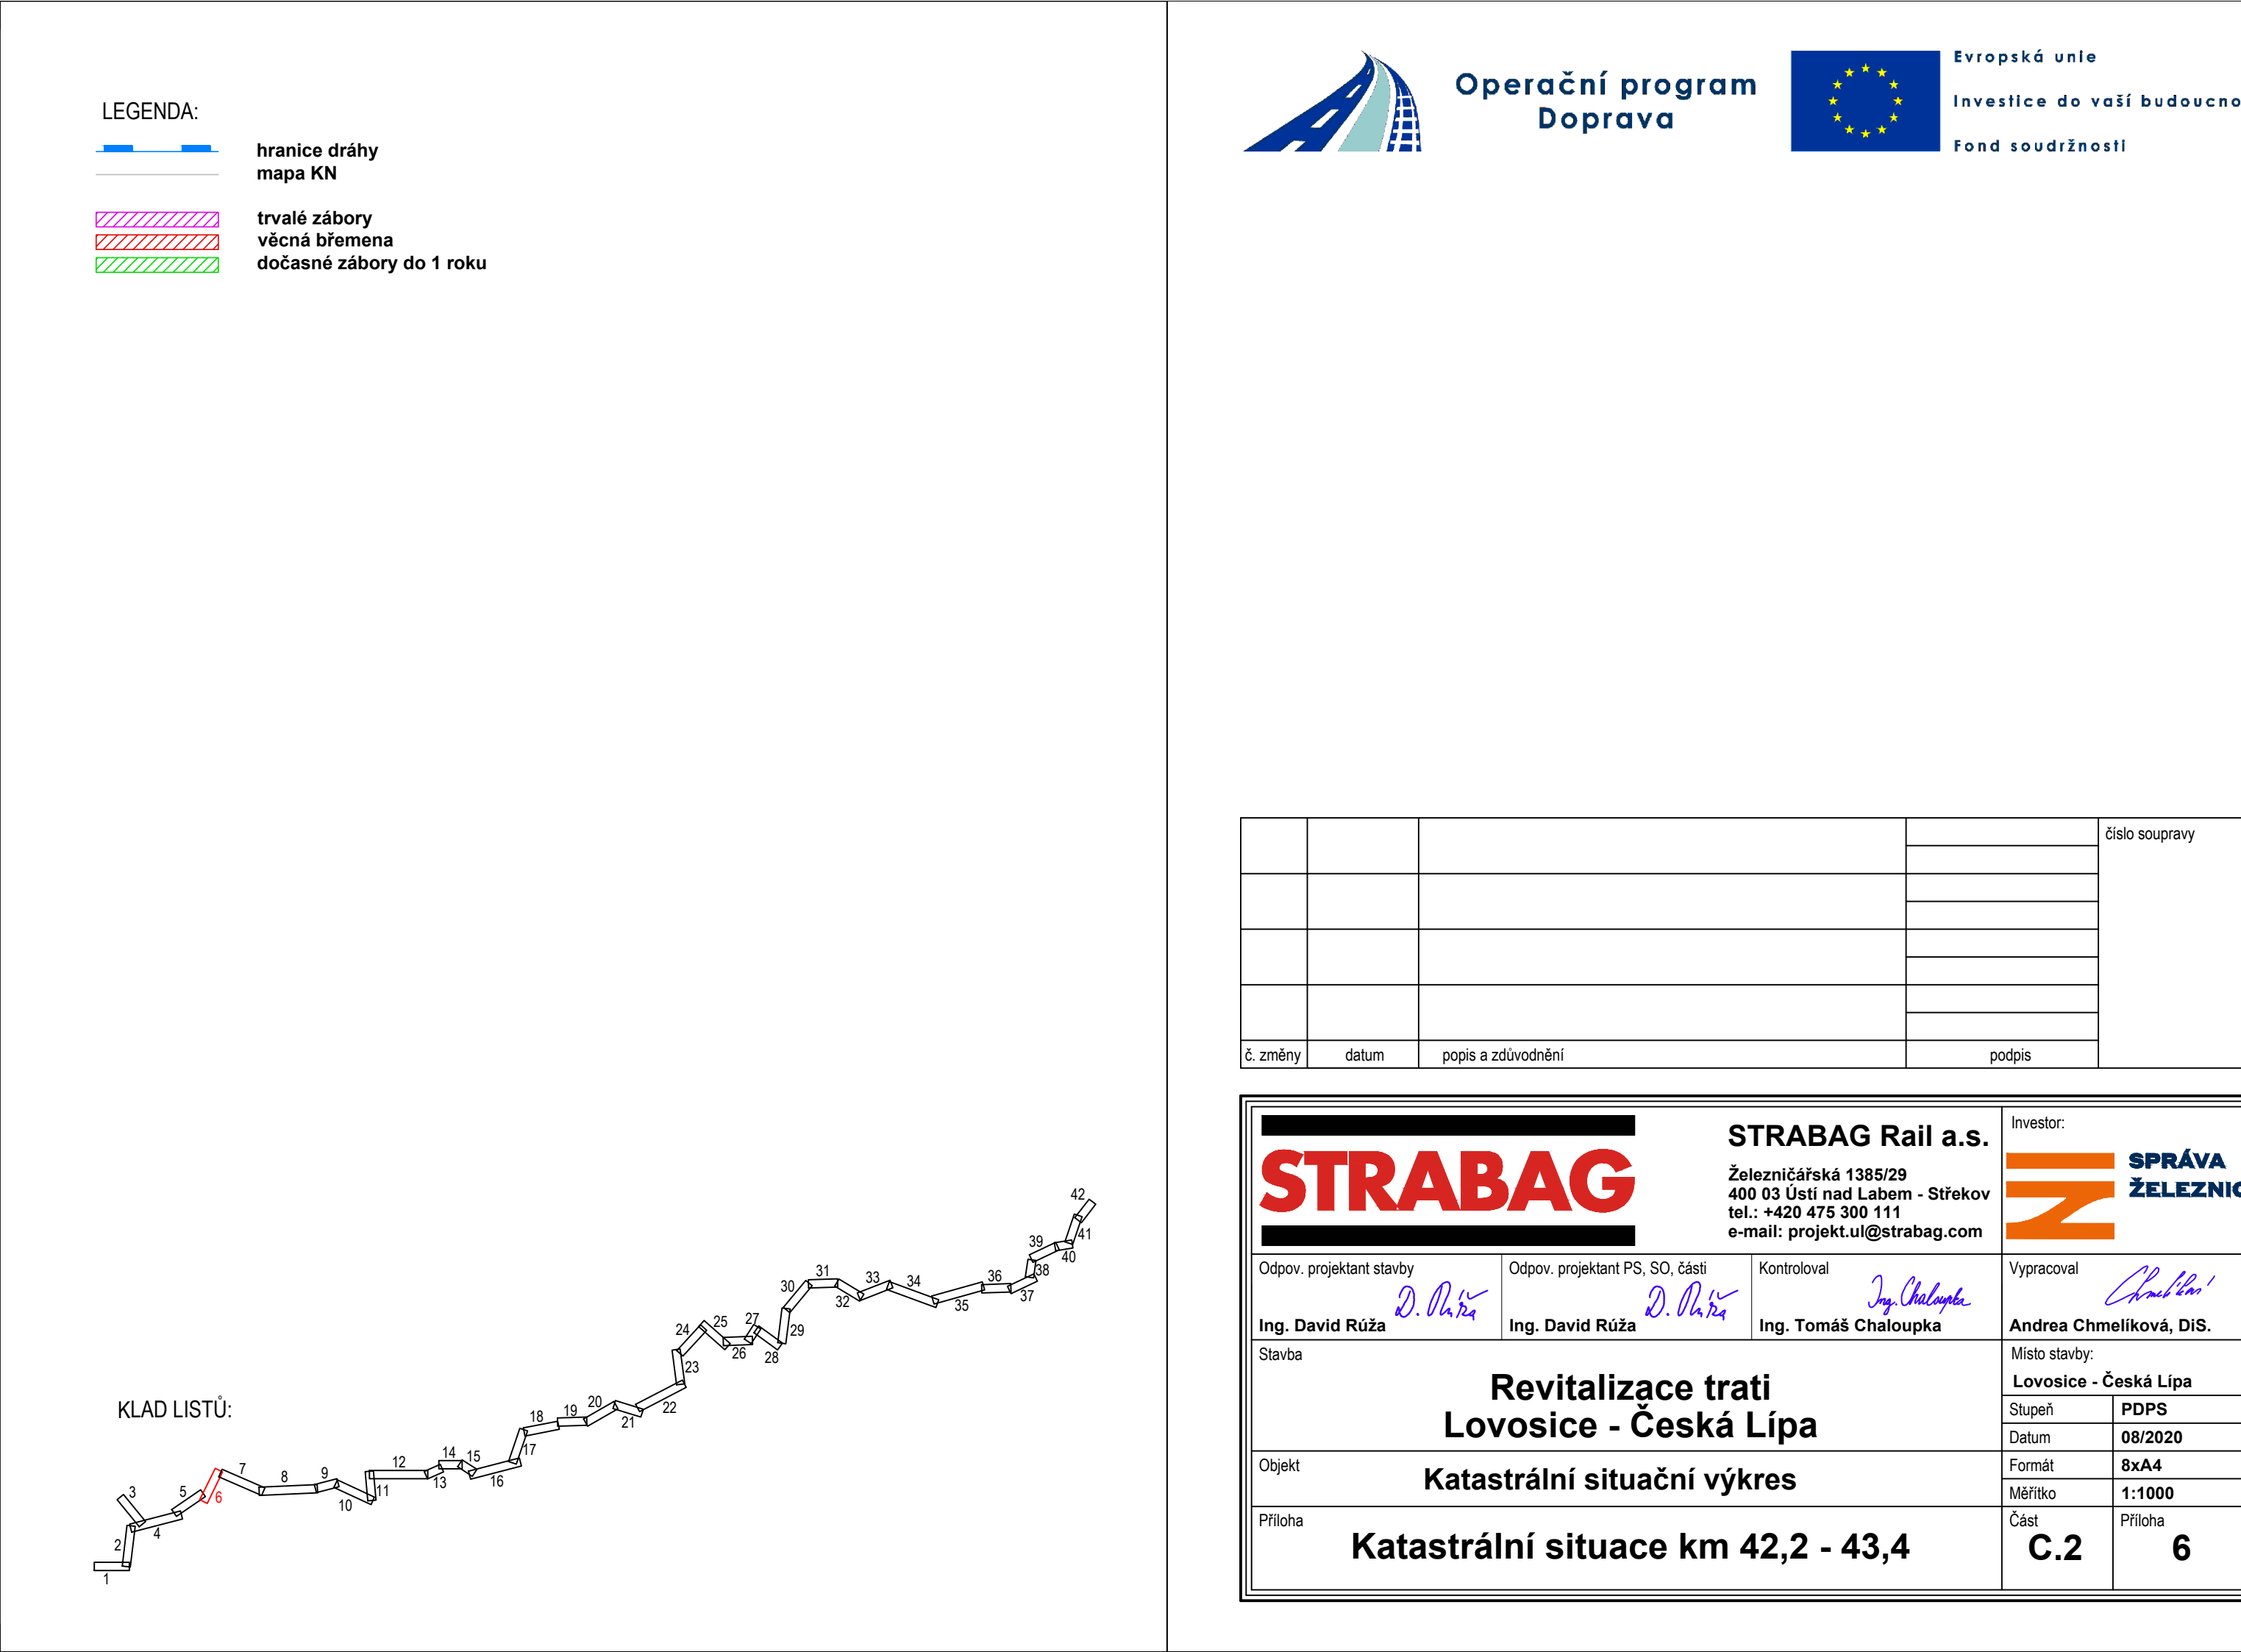 LEGENDA:
hranice dráhy
mapa KN
trvalé zábory
věcná břemena
dočasné zábory do 1 roku
KLAD LISTŮ:
1
2
3
4
5
6
7
8
9
10
11
12
13
14
15
16
17
18
19
20
21
22
23
24
25
26
27
28
29
30
31
32
33
34
35
36
37
38
39
40
41
42
Operační program
Doprava
Evropská unie
Investice do vaší budoucno
Fond soudržnosti
číslo soupravy
č. změny datum popis a zdůvodnění podpis
STRABAG
STRABAG Rail a.s.
Železničářská 1385/29
400 03 Ústí nad Labem - Střekov
tel.: +420 475 300 111
e-mail: projekt.ul@strabag.com
Investor:
SPRÁVA
ŽELEZNIC
Odpov. projektant stavby
D. Růža
Ing. David Růža
Odpov. projektant PS, SO, části
D. Růža
Ing. David Růža
Kontroloval
Ing. Chaloupka
Ing. Tomáš Chaloupka
Vypracoval
Chmelíková
Andrea Chmelíková, DiS.
Stavba
Revitalizace trati
Lovosice - Česká Lípa
Místo stavby:
Lovosice - Česká Lípa
Stupeň PDPS
Datum 08/2020
Objekt
Katastrální situační výkres
Formát 8xA4
Měřítko 1:1000
Příloha
Katastrální situace km 42,2 - 43,4
Část
C.2
Příloha
6